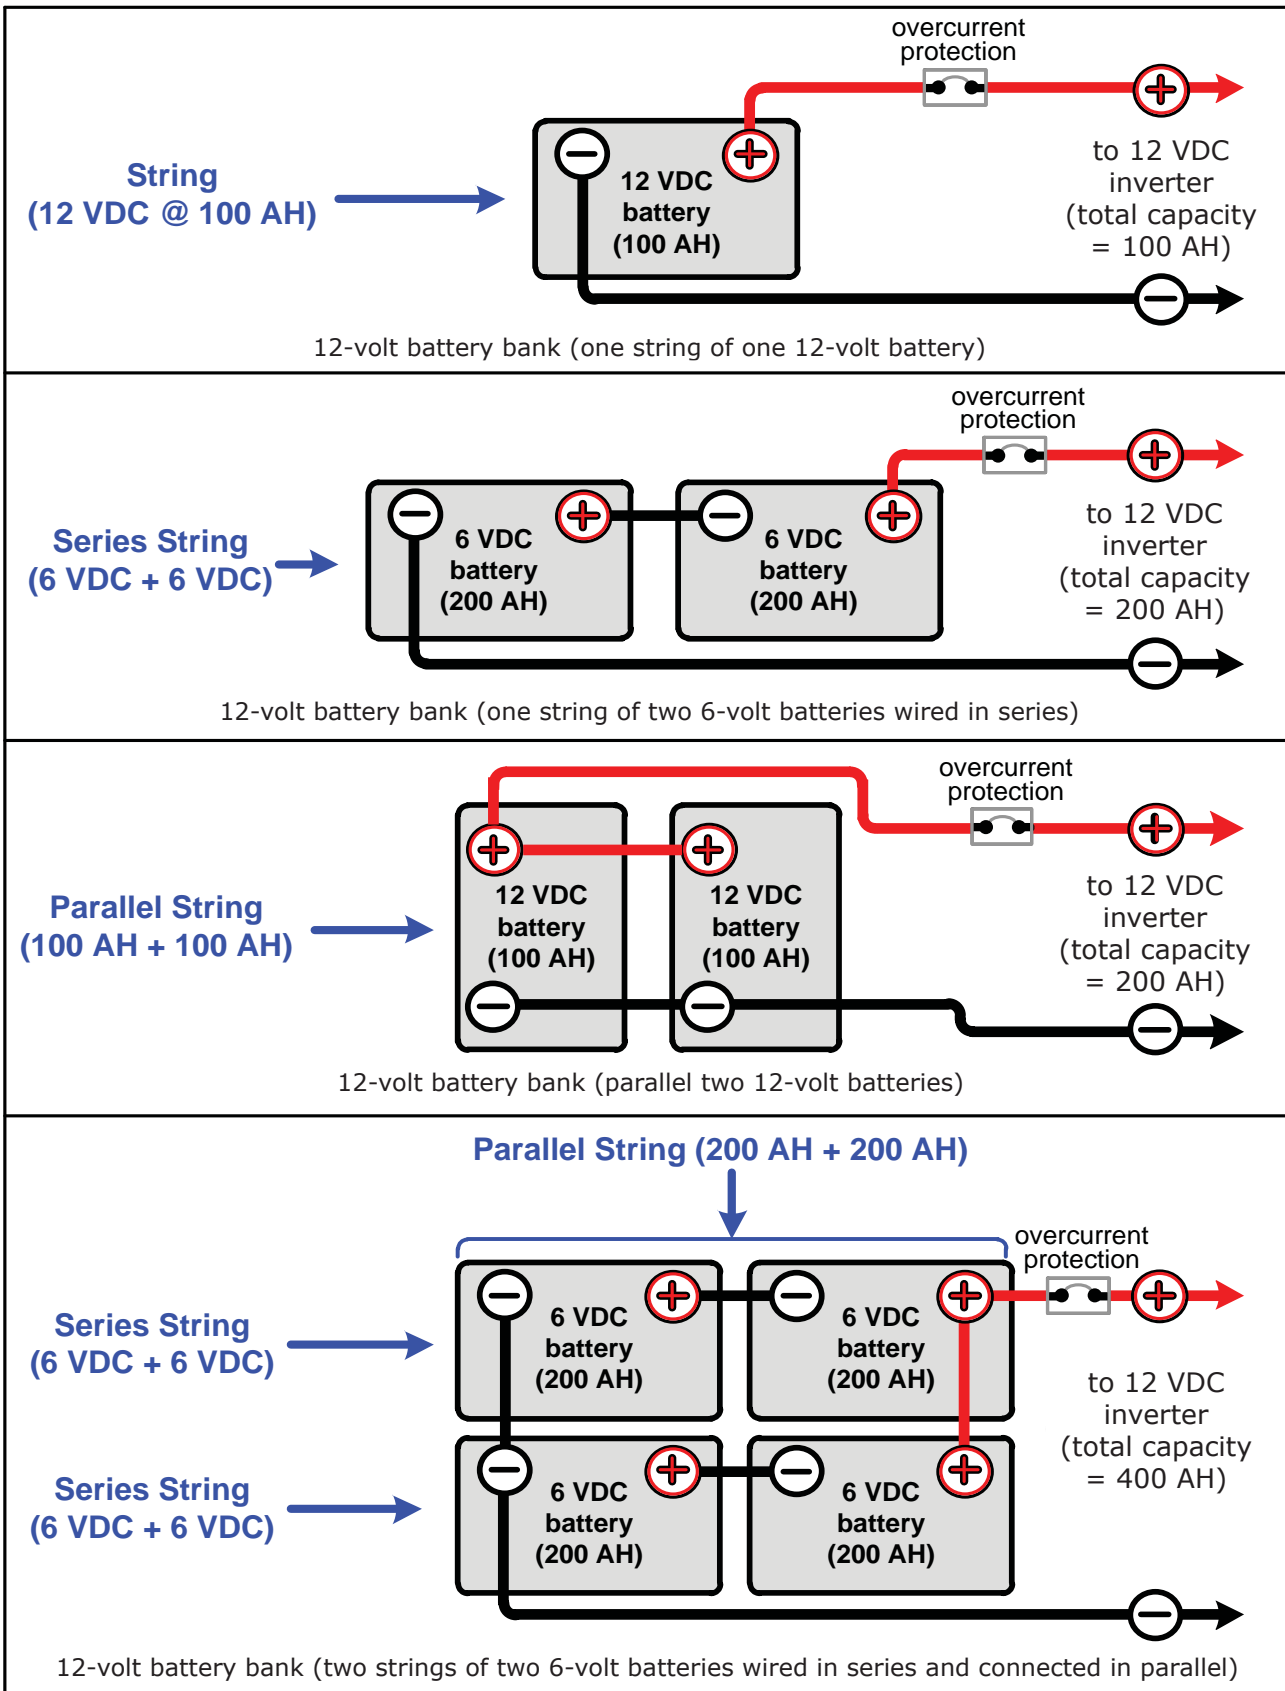 overcurrent
protection
String
(12 VDC @ 100 AH)
12 VDC
battery
(100 AH)
to 12 VDC
inverter
(total capacity
= 100 AH)
12-volt battery bank (one string of one 12-volt battery)
overcurrent
protection
Series String
(6 VDC + 6 VDC)
6 VDC
battery
(200 AH)
6 VDC
battery
(200 AH)
to 12 VDC
inverter
(total capacity
= 200 AH)
12-volt battery bank (one string of two 6-volt batteries wired in series)
overcurrent
protection
Parallel String
(100 AH + 100 AH)
12 VDC
battery
(100 AH)
12 VDC
battery
(100 AH)
to 12 VDC
inverter
(total capacity
= 200 AH)
12-volt battery bank (parallel two 12-volt batteries)
Parallel String (200 AH + 200 AH)
overcurrent
protection
Series String
(6 VDC + 6 VDC)
6 VDC
battery
(200 AH)
6 VDC
battery
(200 AH)
to 12 VDC
inverter
(total capacity
= 400 AH)
Series String
(6 VDC + 6 VDC)
6 VDC
battery
(200 AH)
6 VDC
battery
(200 AH)
12-volt battery bank (two strings of two 6-volt batteries wired in series and connected in parallel)